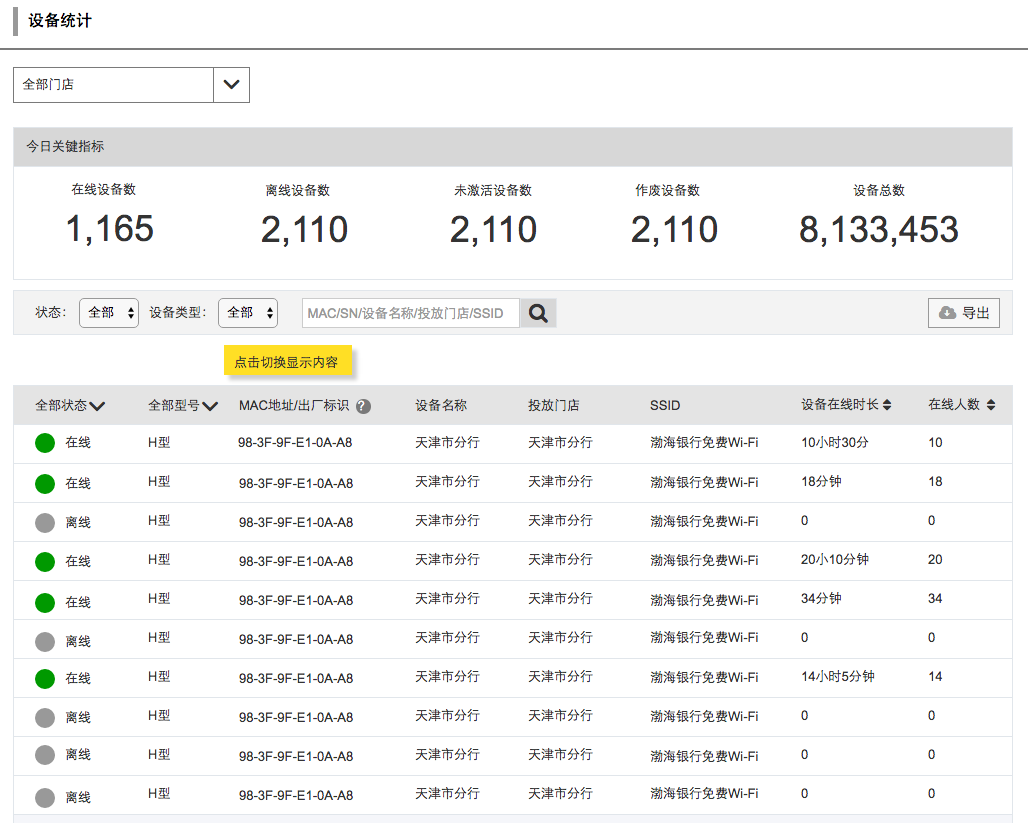 设备统计
全部门店
今日关键指标
在线设备数 离线设备数 未激活设备数 作废设备数 设备总数
1,165 2,110 2,110 2,110 8,133,453
状态: 全部 设备类型: 全部 MAC/SN/设备名称/投放门店/SSID 导出
点击切换显示内容
全部状态 全部型号 MAC地址/出厂标识 ? 设备名称 投放门店 SSID 设备在线时长 在线人数
在线 H型 98-3F-9F-E1-0A-A8 天津市分行 天津市分行 渤海银行免费Wi-Fi 10小时30分 10
在线 H型 98-3F-9F-E1-0A-A8 天津市分行 天津市分行 渤海银行免费Wi-Fi 18分钟 18
离线 H型 98-3F-9F-E1-0A-A8 天津市分行 天津市分行 渤海银行免费Wi-Fi 0 0
在线 H型 98-3F-9F-E1-0A-A8 天津市分行 天津市分行 渤海银行免费Wi-Fi 20小10分钟 20
在线 H型 98-3F-9F-E1-0A-A8 天津市分行 天津市分行 渤海银行免费Wi-Fi 34分钟 34
离线 H型 98-3F-9F-E1-0A-A8 天津市分行 天津市分行 渤海银行免费Wi-Fi 0 0
在线 H型 98-3F-9F-E1-0A-A8 天津市分行 天津市分行 渤海银行免费Wi-Fi 14小时5分钟 14
离线 H型 98-3F-9F-E1-0A-A8 天津市分行 天津市分行 渤海银行免费Wi-Fi 0 0
离线 H型 98-3F-9F-E1-0A-A8 天津市分行 天津市分行 渤海银行免费Wi-Fi 0 0
离线 H型 98-3F-9F-E1-0A-A8 天津市分行 天津市分行 渤海银行免费Wi-Fi 0 0